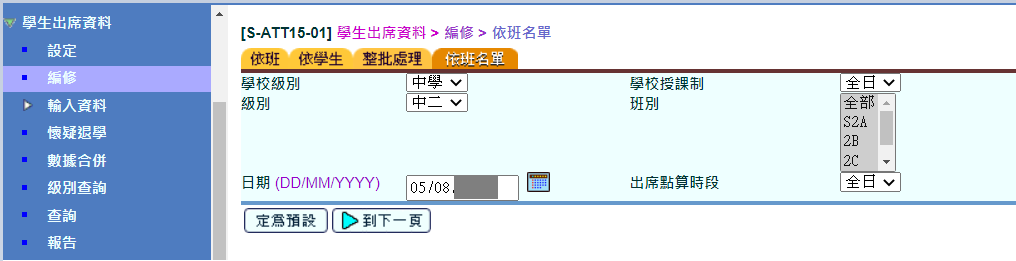 學生出席資料
設定
編修
輸入資料
懷疑退學
數據合併
級別查詢
查詢
報告
[S-ATT15-01] 學生出席資料 > 編修 > 依班名單
依班 依學生 整批處理 依班名單
學校級別 中學 學校授課制 全日
級別 中二 班別 全部
S2A
2B
2C
日期 (DD/MM/YYYY) 05/08 出席點算時段 全日
定為預設 到下一頁